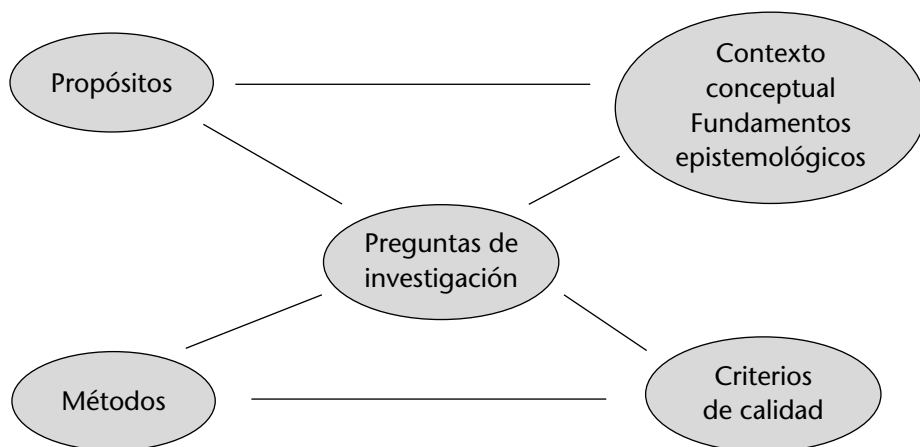 Propósitos
Contexto
conceptual
Fundamentos
epistemológicos
Preguntas de
investigación
Métodos
Criterios
de calidad